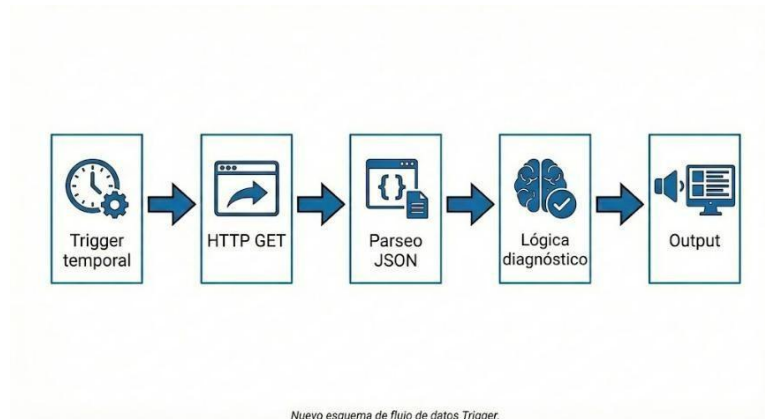 Trigger
temporal
HTTP GET
{}
Parseo
JSON
Lógica
diagnóstico
Output
Nuevo esquema de flujo de datos Trigger.